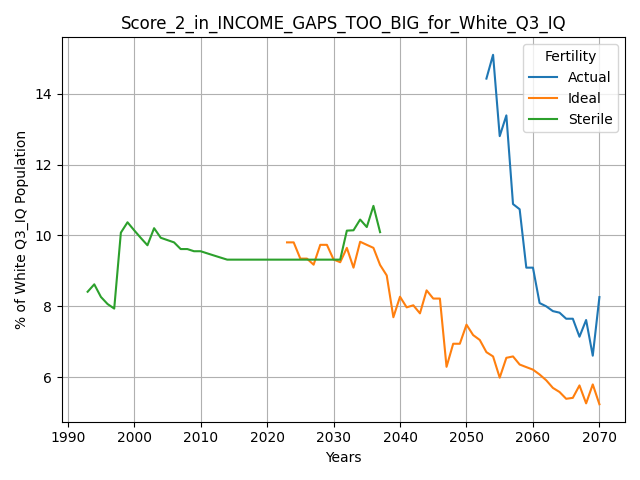 Score_2_in_INCOME_GAPS_TOO_BIG_for_White_Q3_IQ
Fertility
Actual
Ideal
Sterile
% of White Q3_IQ Population
14
12
10
8
6
1990 2000 2010 2020 2030 2040 2050 2060 2070
Years